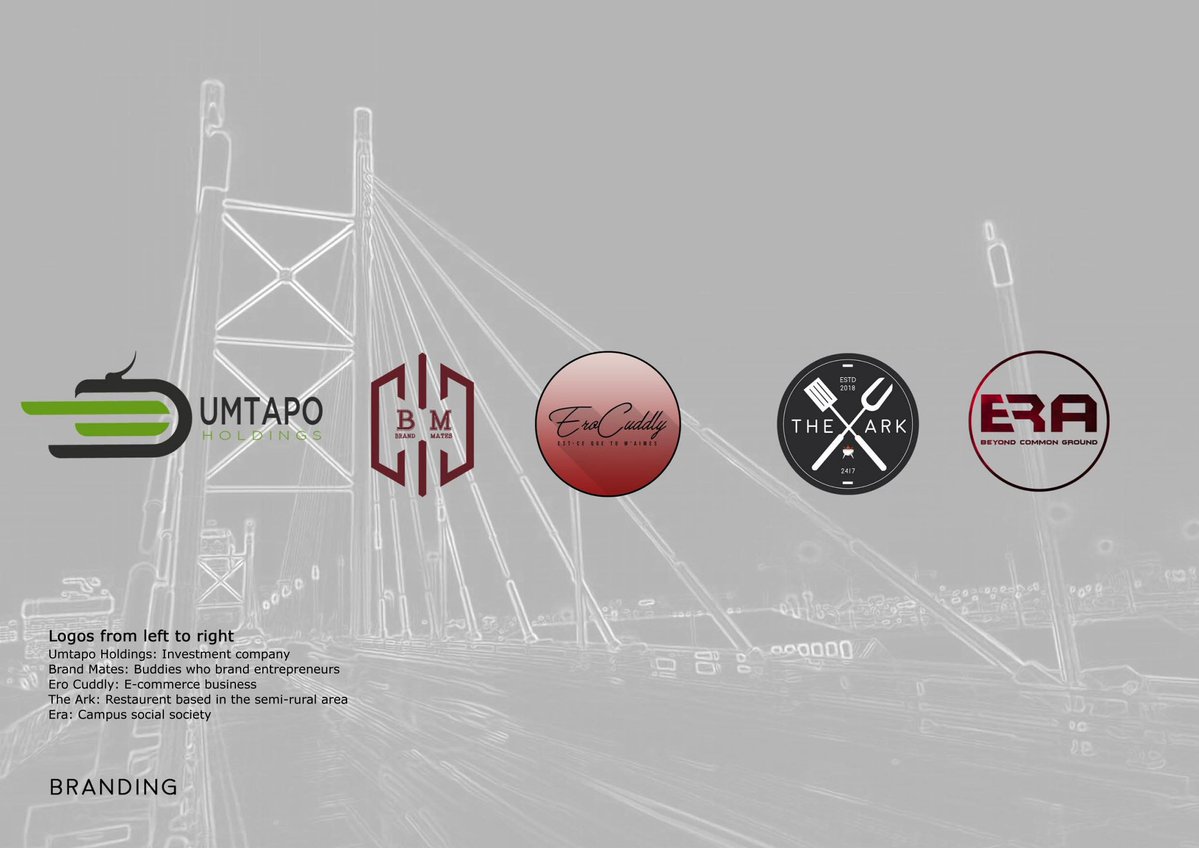 UMTAPO
HOLDINGS
B M
BRAND MATES
EroCuddly
EST-CE QUE TU M'AIMES
ESTD
2018
THE ARK
2417
ERA
BEYOND COMMON GROUND
Logos from left to right
Umtapo Holdings: Investment company
Brand Mates: Buddies who brand entrepreneurs
Ero Cuddly: E-commerce business
The Ark: Restaurent based in the semi-rural area
Era: Campus social society
BRANDING